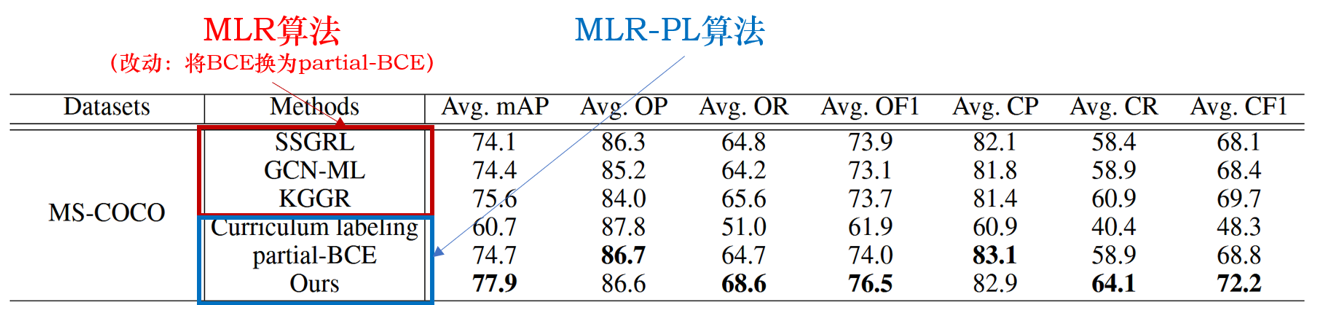 MLR算法 MLR-PL算法
(改动：将BCE换为partial-BCE)
Datasets Methods Avg. mAP Avg. OP Avg. OR Avg. OF1 Avg. CP Avg. CR Avg. CF1
SSGRL 74.1 86.3 64.8 73.9 82.1 58.4 68.1
GCN-ML 74.4 85.2 64.2 73.1 81.8 58.9 68.4
KGGR 75.6 84.0 65.6 73.7 81.4 60.9 69.7
MS-COCO
Curriculum labeling 60.7 87.8 51.0 61.9 60.9 40.4 48.3
partial-BCE 74.7 86.7 64.7 74.0 83.1 58.9 68.8
Ours 77.9 86.6 68.6 76.5 82.9 64.1 72.2